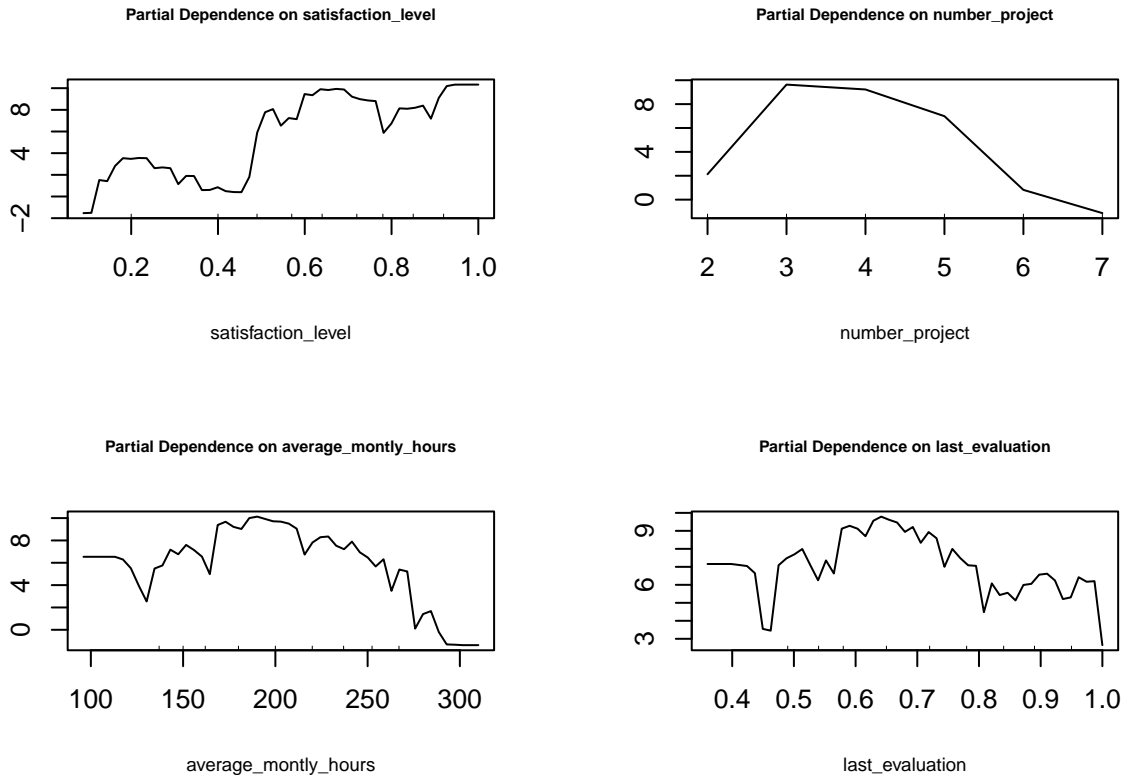 Partial Dependence on satisfaction_level
8
4
−2
0.2 0.4 0.6 0.8 1.0
satisfaction_level
Partial Dependence on number_project
8
4
0
2 3 4 5 6 7
number_project
Partial Dependence on average_montly_hours
8
4
0
100 150 200 250 300
average_montly_hours
Partial Dependence on last_evaluation
9
6
3
0.4 0.5 0.6 0.7 0.8 0.9 1.0
last_evaluation